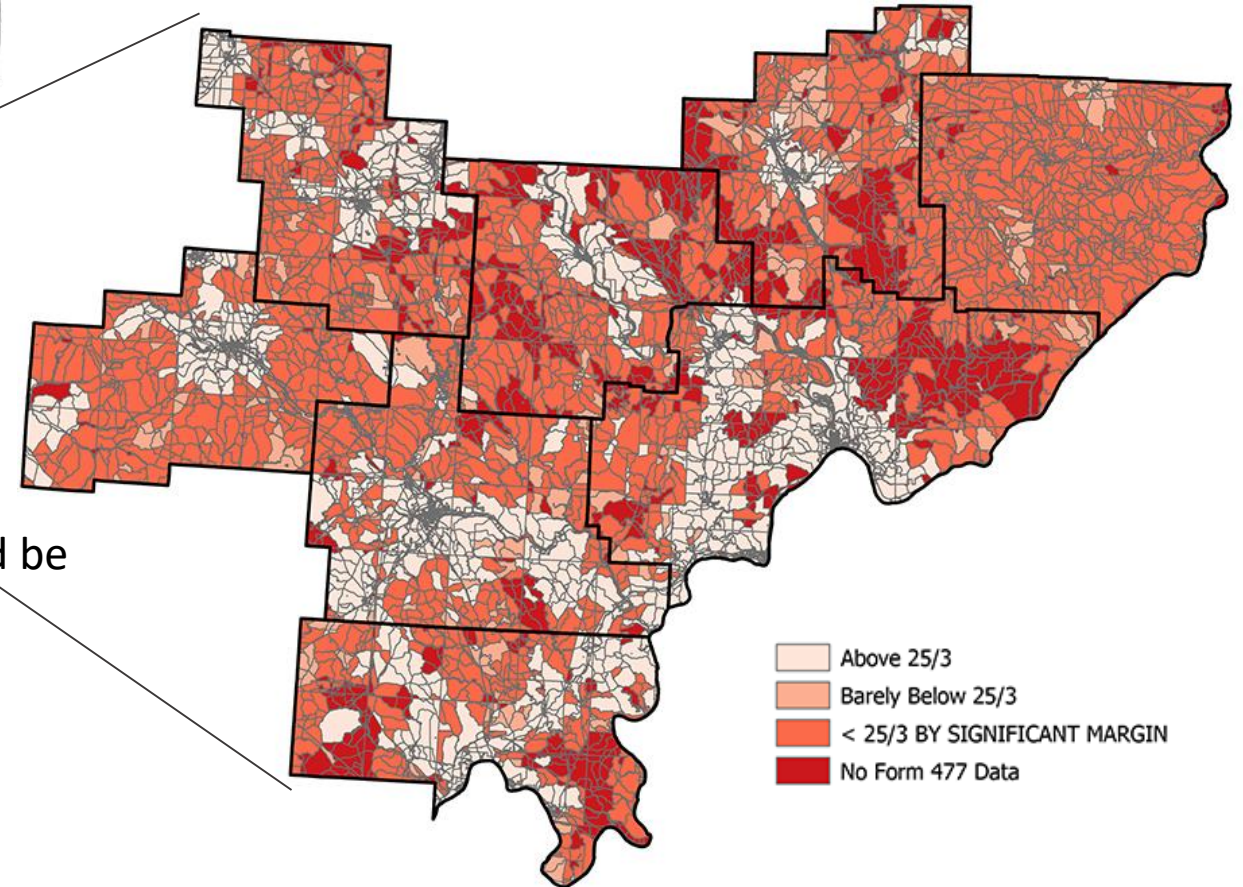 be
Above 25/3
Barely Below 25/3
< 25/3 BY SIGNIFICANT MARGIN
No Form 477 Data